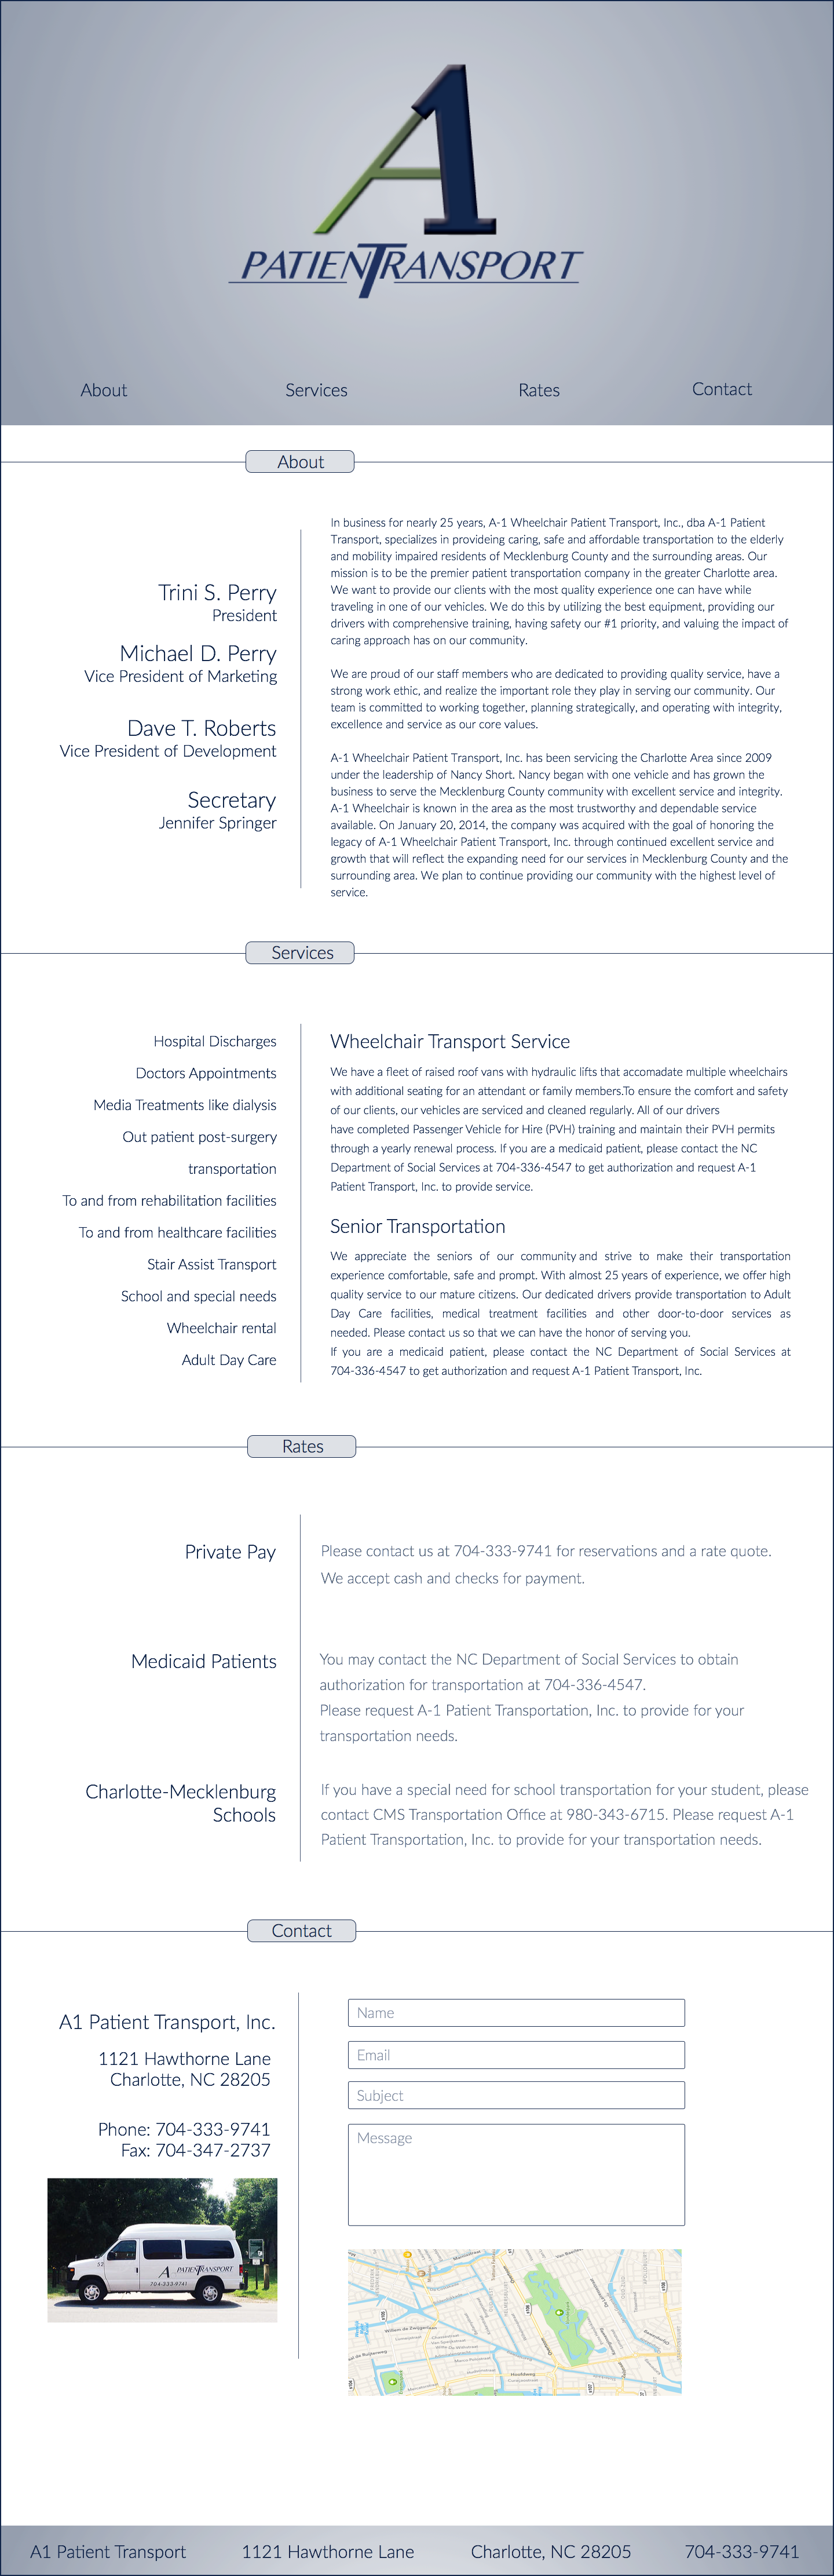 A1
PATIENTRANSPORT
About
Services
Rates
Contact
About
Trini S. Perry
President
Michael D. Perry
Vice President of Marketing
Dave T. Roberts
Vice President of Development
Secretary
Jennifer Springer
In business for nearly 25 years, A-1 Wheelchair Patient Transport, Inc., dba A-1 Patient
Transport, specializes in provideing caring, safe and affordable transportation to the elderly
and mobility impaired residents of Mecklenburg County and the surrounding areas. Our
mission is to be the premier patient transportation company in the greater Charlotte area.
We want to provide our clients with the most quality experience one can have while
traveling in one of our vehicles. We do this by utilizing the best equipment, providing our
drivers with comprehensive training, having safety our #1 priority, and valuing the impact of
caring approach has on our community.
We are proud of our staff members who are dedicated to providing quality service, have a
strong work ethic, and realize the important role they play in serving our community. Our
team is committed to working together, planning strategically, and operating with integrity,
excellence and service as our core values.
A-1 Wheelchair Patient Transport, Inc. has been servicing the Charlotte Area since 2009
under the leadership of Nancy Short. Nancy began with one vehicle and has grown the
business to serve the Mecklenburg County community with excellent service and integrity.
A-1 Wheelchair is known in the area as the most trustworthy and dependable service
available. On January 20, 2014, the company was acquired with the goal of honoring the
legacy of A-1 Wheelchair Patient Transport, Inc. through continued excellent service and
growth that will reflect the expanding need for our services in Mecklenburg County and the
surrounding area. We plan to continue providing our community with the highest level of
service.
Services
Hospital Discharges
Doctors Appointments
Media Treatments like dialysis
Out patient post-surgery
transportation
To and from rehabilitation facilities
To and from healthcare facilities
Stair Assist Transport
School and special needs
Wheelchair rental
Adult Day Care
Wheelchair Transport Service
We have a fleet of raised roof vans with hydraulic lifts that accomadate multiple wheelchairs
with additional seating for an attendant or family members.To ensure the comfort and safety
of our clients, our vehicles are serviced and cleaned regularly. All of our drivers
have completed Passenger Vehicle for Hire (PVH) training and maintain their PVH permits
through a yearly renewal process. If you are a medicaid patient, please contact the NC
Department of Social Services at 704-336-4547 to get authorization and request A-1
Patient Transport, Inc. to provide service.
Senior Transportation
We appreciate the seniors of our community and strive to make their transportation
experience comfortable, safe and prompt. With almost 25 years of experience, we offer high
quality service to our mature citizens. Our dedicated drivers provide transportation to Adult
Day Care facilities, medical treatment facilities and other door-to-door services as
needed. Please contact us so that we can have the honor of serving you.
If you are a medicaid patient, please contact the NC Department of Social Services at
704-336-4547 to get authorization and request A-1 Patient Transport, Inc.
Rates
Private Pay
Please contact us at 704-333-9741 for reservations and a rate quote.
We accept cash and checks for payment.
Medicaid Patients
You may contact the NC Department of Social Services to obtain
authorization for transportation at 704-336-4547.
Please request A-1 Patient Transportation, Inc. to provide for your
transportation needs.
Charlotte-Mecklenburg
Schools
If you have a special need for school transportation for your student, please
contact CMS Transportation Office at 980-343-6715. Please request A-1
Patient Transportation, Inc. to provide for your transportation needs.
Contact
A1 Patient Transport, Inc.
1121 Hawthorne Lane
Charlotte, NC 28205
Phone: 704-333-9741
Fax: 704-347-2737
A PATIENTRANSPORT
704-333-9741
Name
Email
Subject
Message
A1 Patient Transport
1121 Hawthorne Lane
Charlotte, NC 28205
704-333-9741